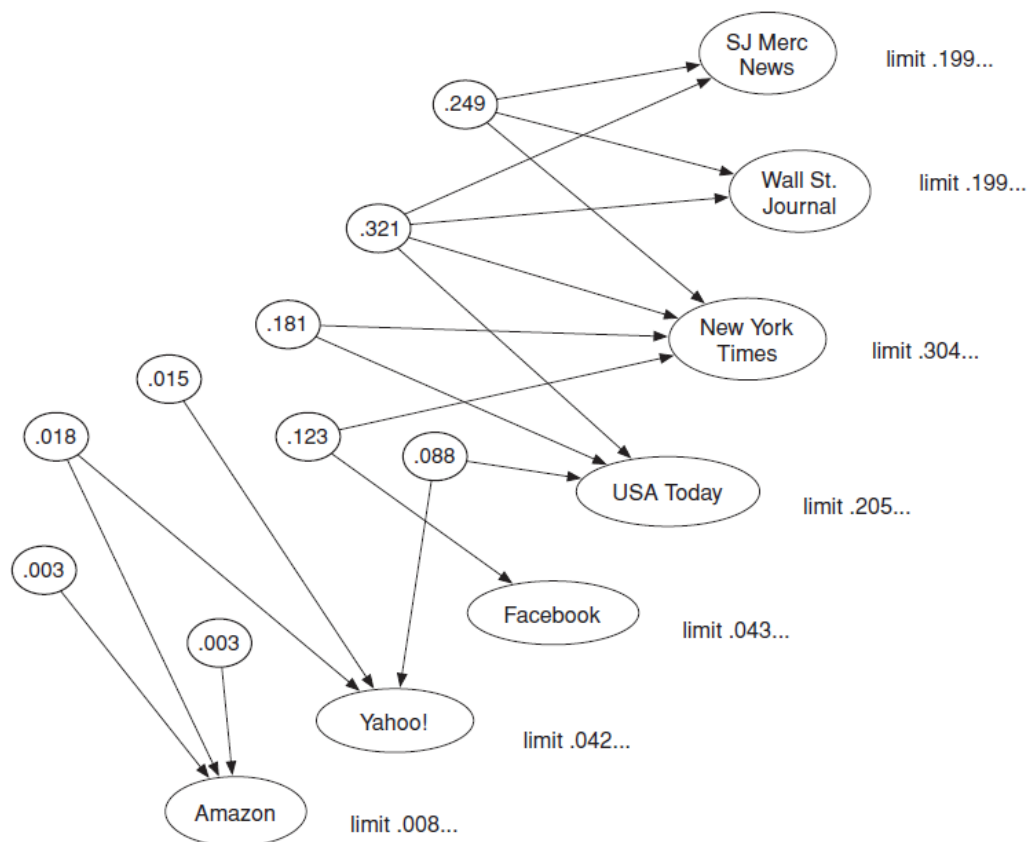 SJ Merc
News
limit .199...
.249
Wall St.
Journal
limit .199...
.321
.181
New York
Times
limit .304...
.015
.018
.123
.088
USA Today
limit .205...
.003
Facebook
limit .043...
.003
Yahoo!
limit .042...
Amazon
limit .008...